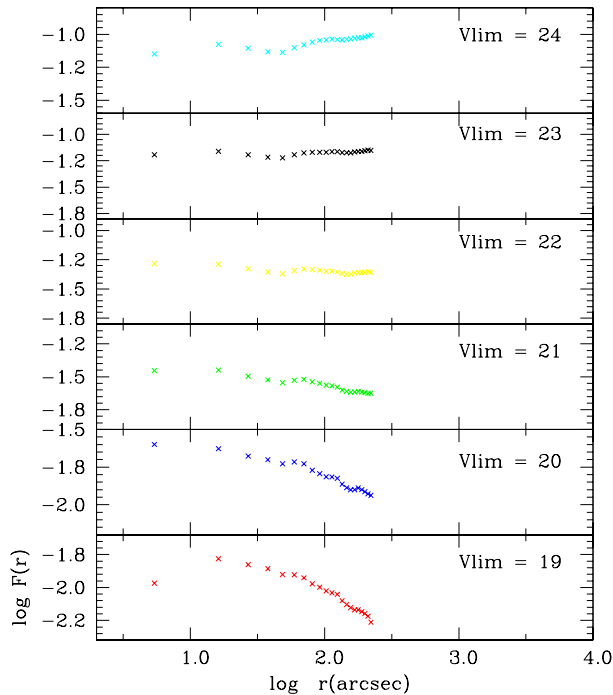 −1.0
−1.2
−1.5
Vlim = 24
−1.0
−1.2
−1.5
−1.8
Vlim = 23
−1.0
−1.2
−1.5
−1.8
Vlim = 22
−1.2
−1.5
−1.8
Vlim = 21
−1.5
−1.8
−2.0
Vlim = 20
−1.8
−2.0
−2.2
Vlim = 19
log F(r)
1.0 2.0 3.0 4.0
log r(arcsec)